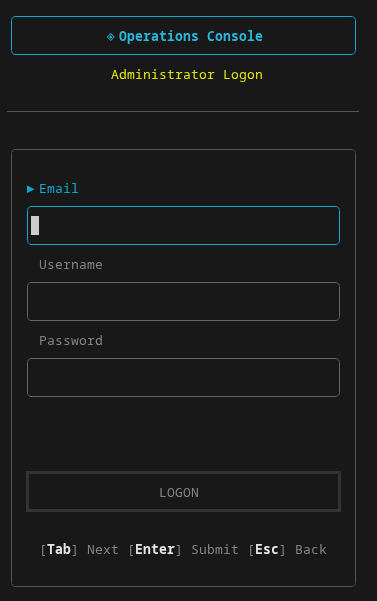 ◈ Operations Console
Administrator Logon
▶ Email
Username
Password
LOGON
[Tab] Next [Enter] Submit [Esc] Back